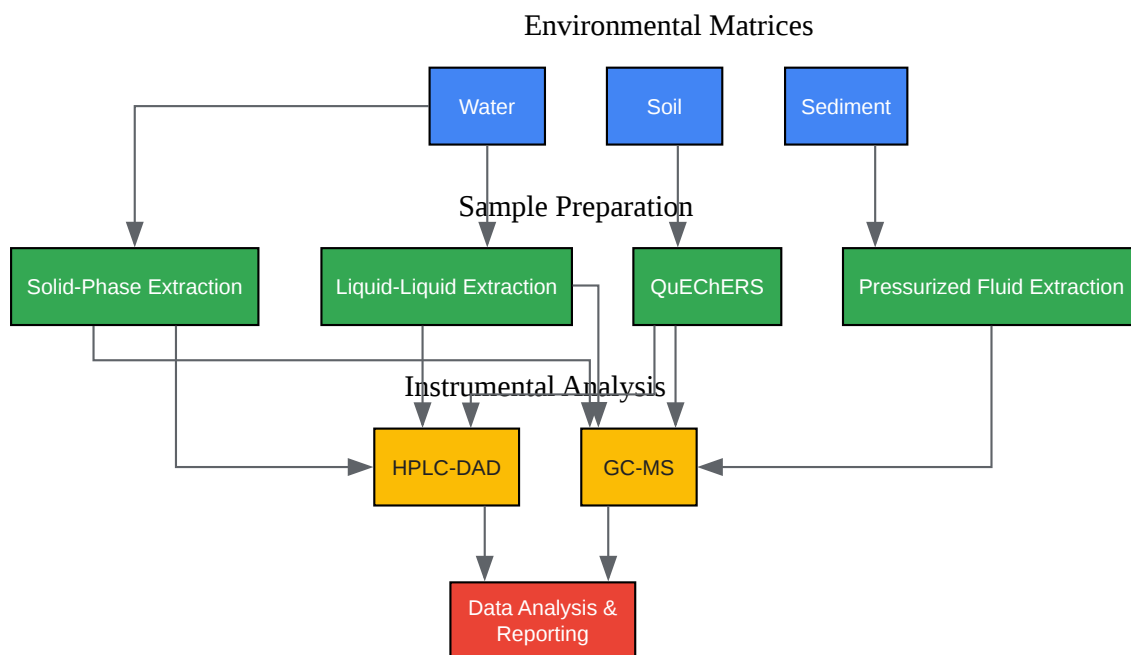 Environmental Matrices
Water
Soil
Sediment
Sample Preparation
Solid-Phase Extraction
Liquid-Liquid Extraction
QuEChERS
Pressurized Fluid Extraction
Instrumental Analysis
HPLC-DAD
GC-MS
Data Analysis &
Reporting